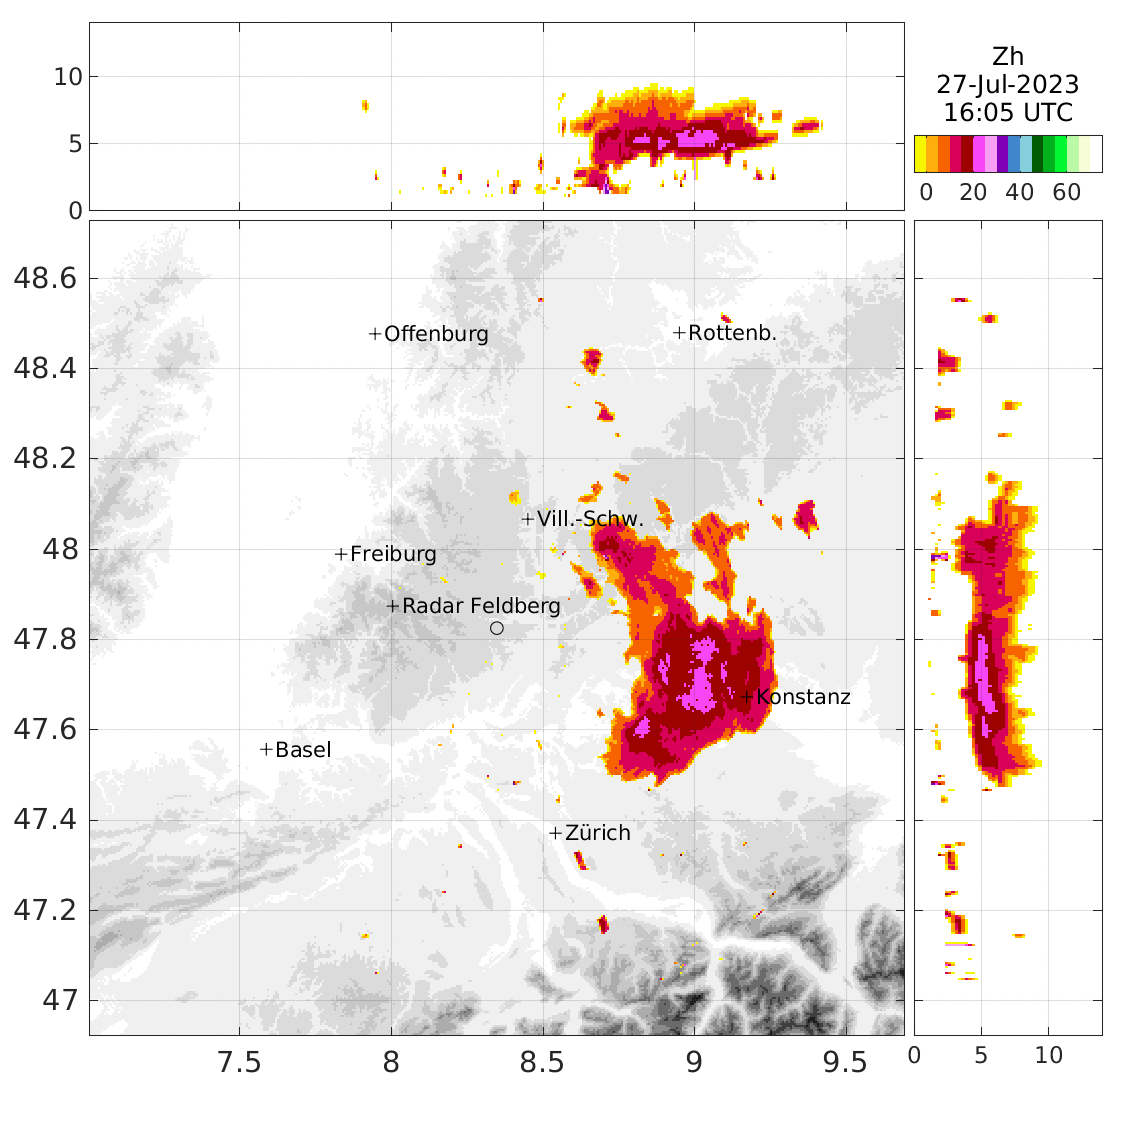 10
5
0
Zh
27-Jul-2023
16:05 UTC
0 20 40 60
48.6
48.4
48.2
48
47.8
47.6
47.4
47.2
47
+Offenburg
+Rottenb.
+Vill.-Schw.
+Freiburg
+Radar Feldberg
+Konstanz
+Basel
+Zürich
7.5 8 8.5 9 9.5
0 5 10